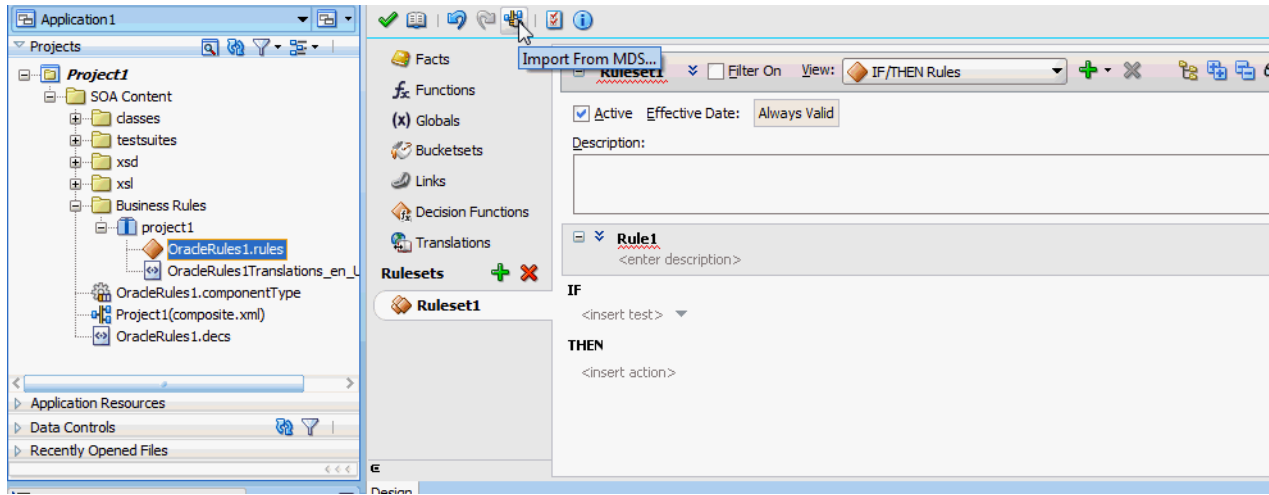 Application1
Projects
Project1
SOA Content
classes
testsuites
xsd
xsl
Business Rules
project1
OracleRules1.rules
OracleRules1Translations_en_U
OracleRules1.componentType
Project1(composite.xml)
OracleRules1.decs
Application Resources
Data Controls
Recently Opened Files
Import From MDS...
Facts
fx Functions
(x) Globals
Bucketsets
Links
Decision Functions
Translations
Rulesets
Ruleset1
Ruleset1 Filter On View: IF/THEN Rules
Active Effective Date: Always Valid
Description:
Rule1
<enter description>
IF
<insert test>
THEN
<insert action>
Design